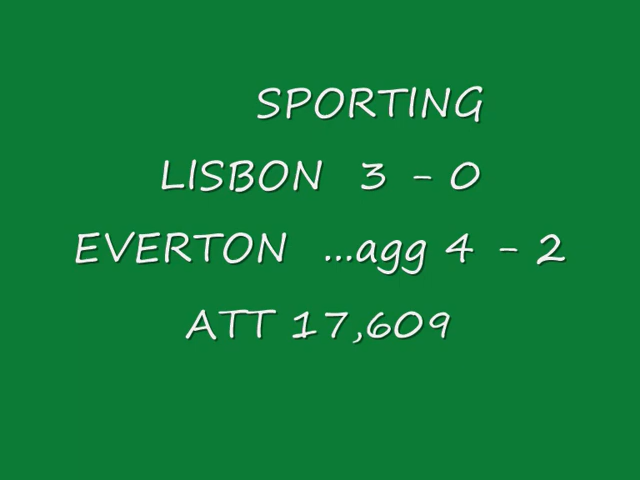 SPORTING
LISBON 3 - 0
EVERTON ...agg 4 - 2
ATT 17,609